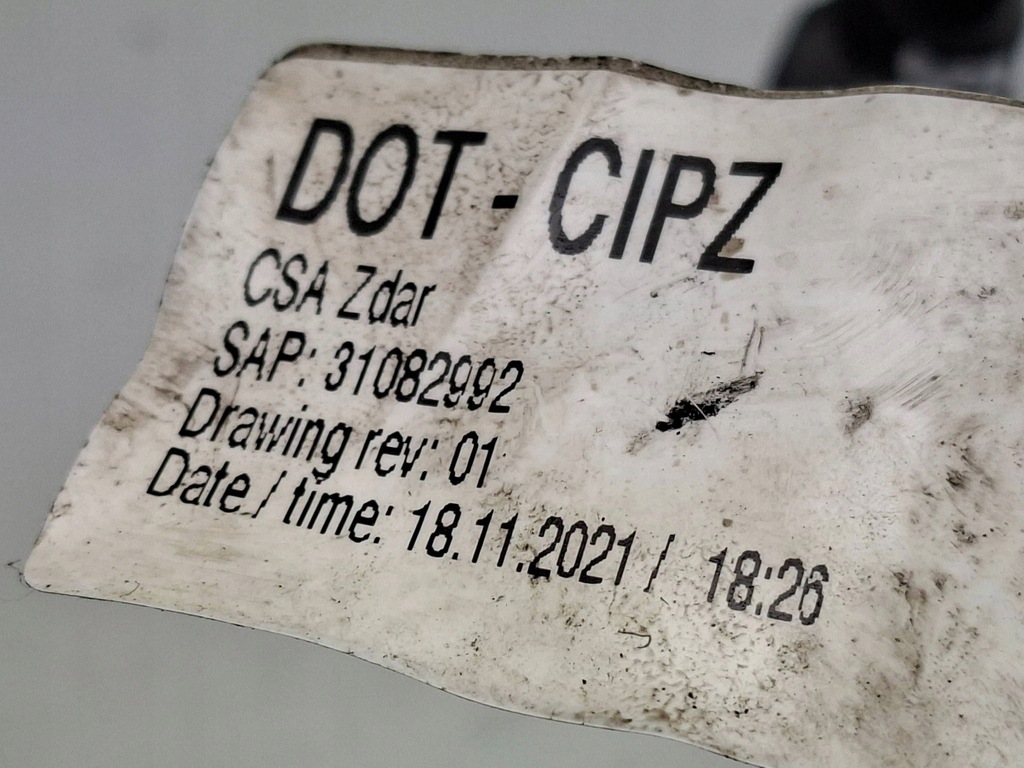 DOT - CIPZ
CSA Zdar
SAP: 31082992
Drawing rev: 01
Date / time: 18.11.2021 / 18:26